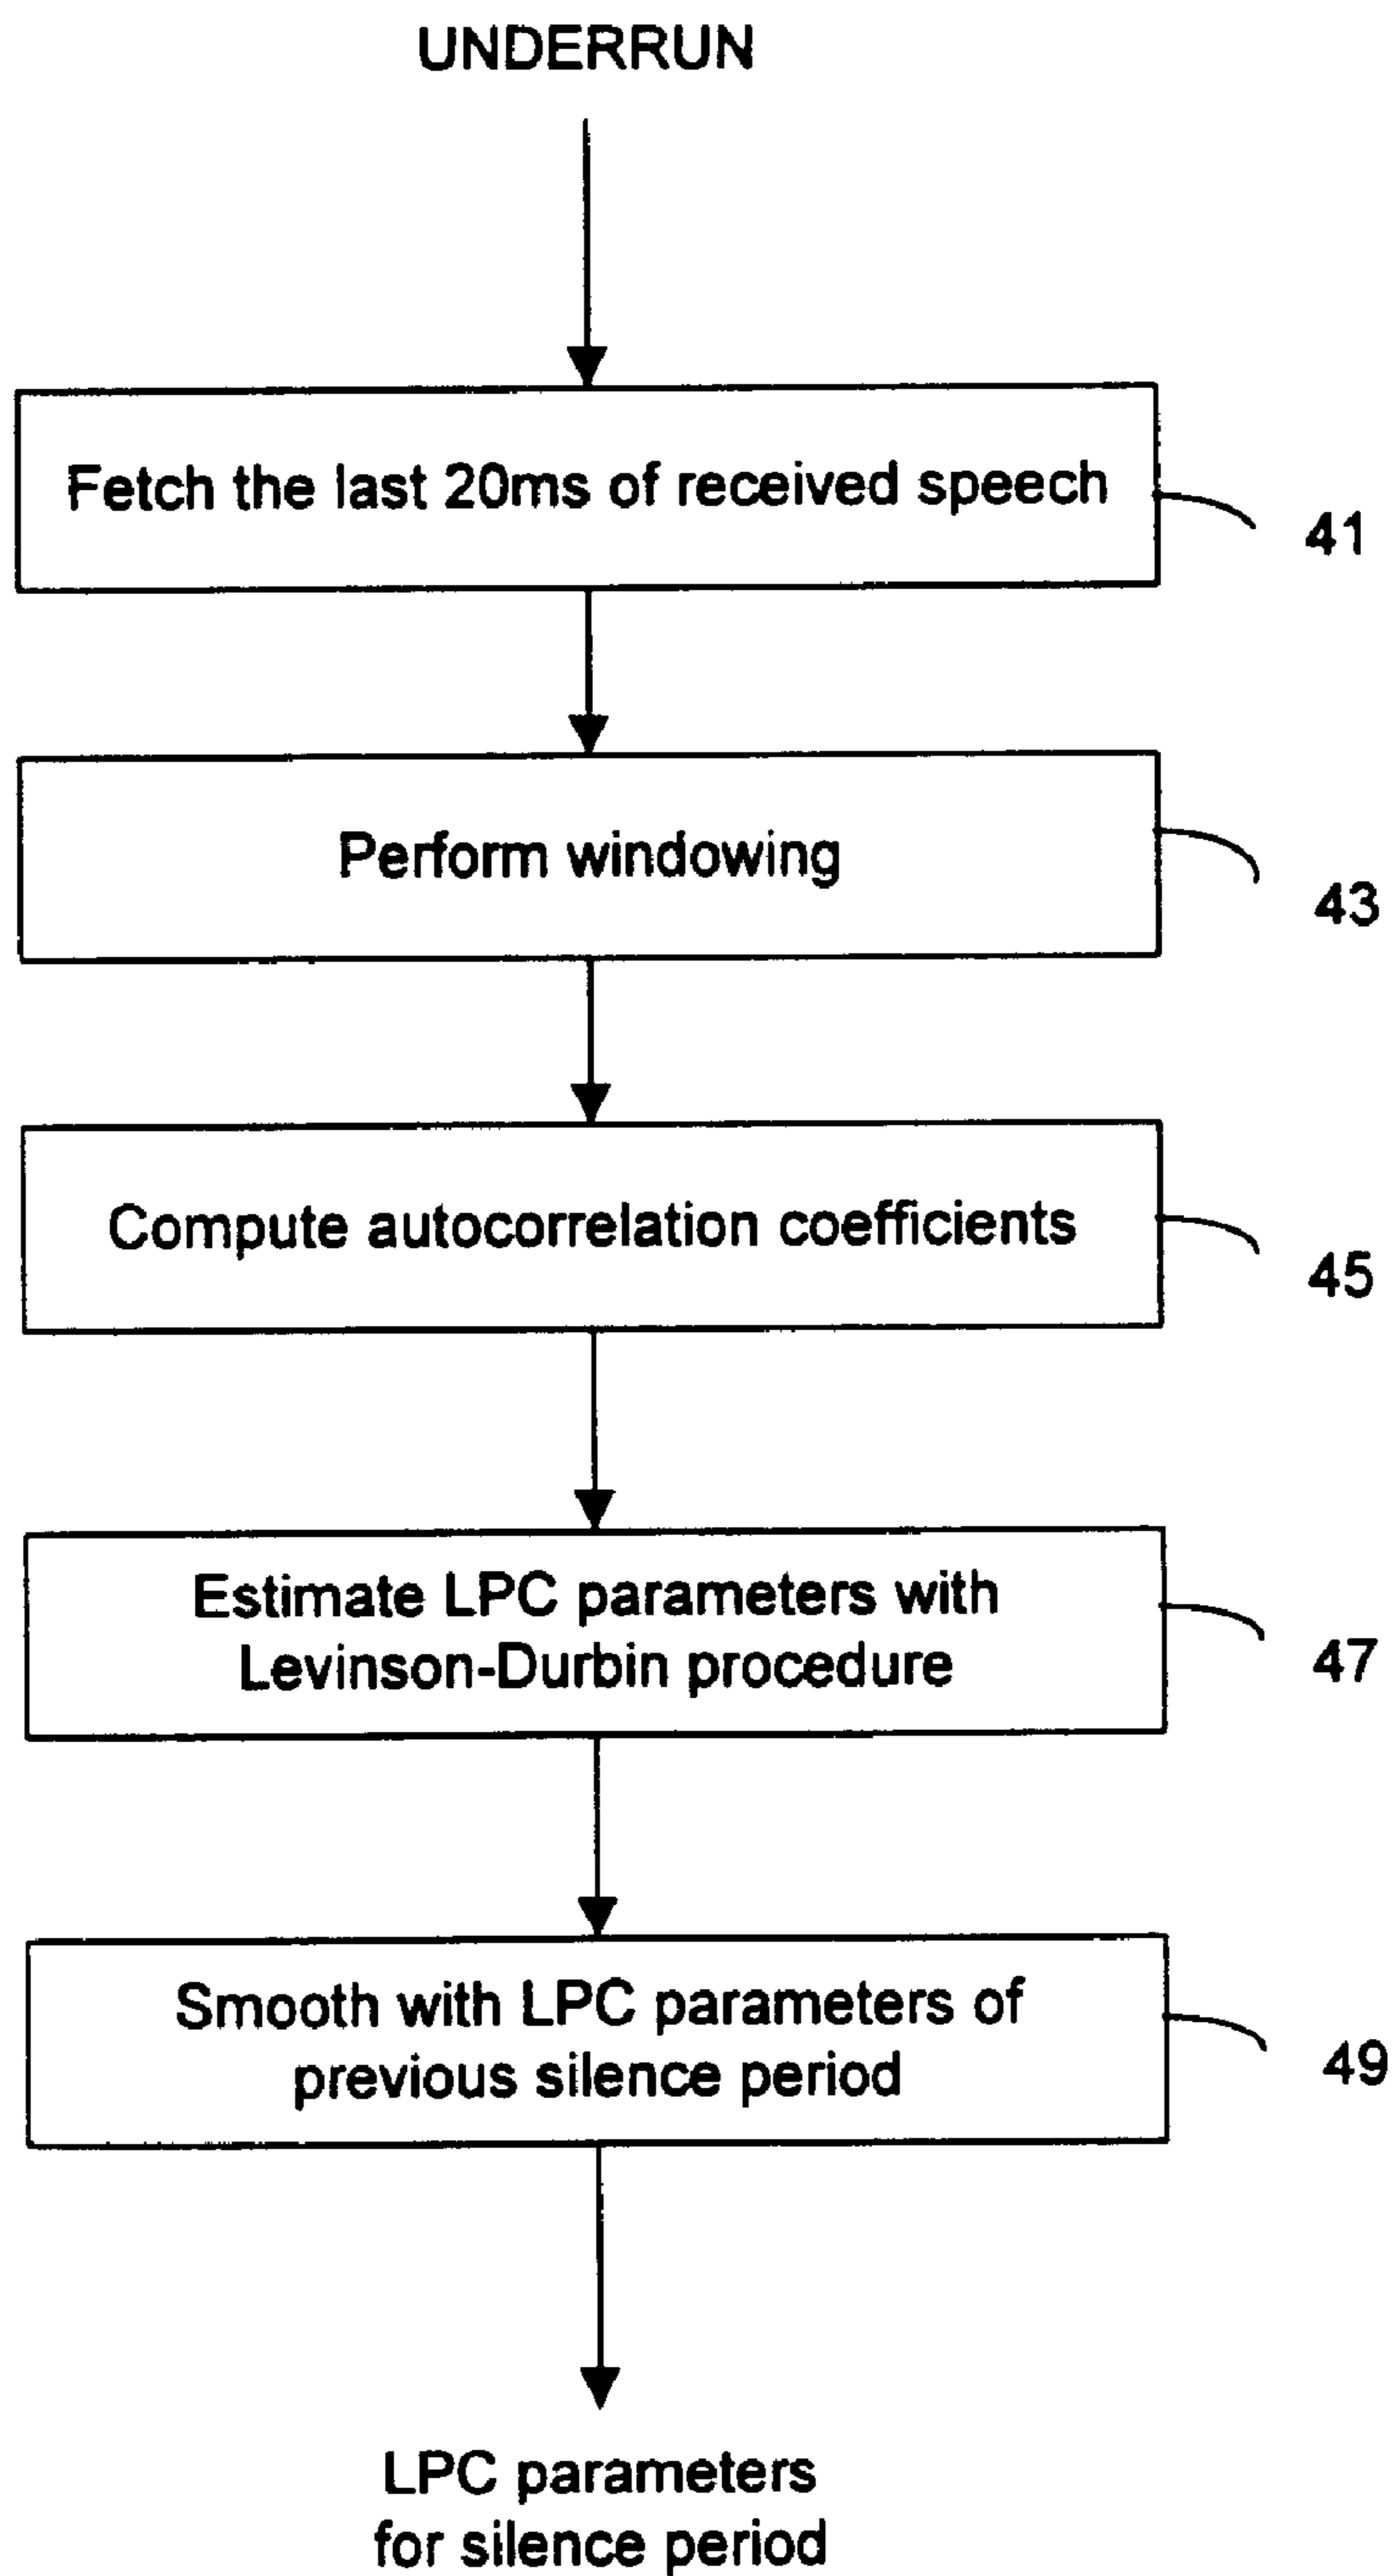 UNDERRUN
Fetch the last 20ms of received speech
41
Perform windowing
43
Compute autocorrelation coefficients
45
Estimate LPC parameters with
Levinson-Durbin procedure
47
Smooth with LPC parameters of
previous silence period
49
LPC parameters
for silence period